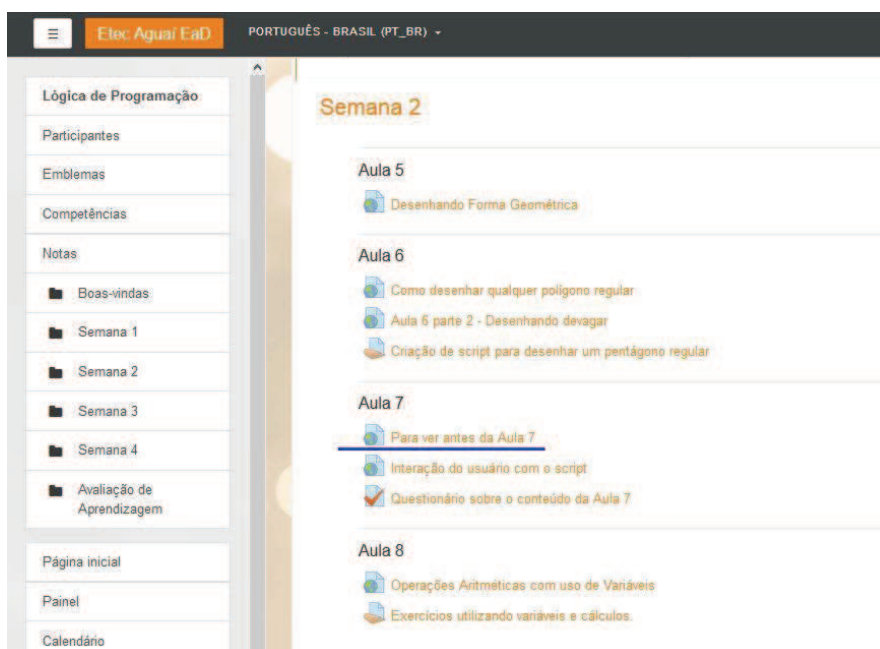 Etec Aguaí EaD
PORTUGUÊS - BRASIL (PT_BR)
Lógica de Programação
Participantes
Emblemas
Competências
Notas
Boas-vindas
Semana 1
Semana 2
Semana 3
Semana 4
Avaliação de
Aprendizagem
Página inicial
Painel
Calendário
Semana 2
Aula 5
Desenhando Forma Geométrica
Aula 6
Como desenhar qualquer polígono regular
Aula 6 parte 2 - Desenhando devagar
Criação de script para desenhar um pentágono regular
Aula 7
Para ver antes da Aula 7
Interação do usuário com o script
Questionário sobre o conteúdo da Aula 7
Aula 8
Operações Aritméticas com uso de Variáveis
Exercícios utilizando variáveis e cálculos.